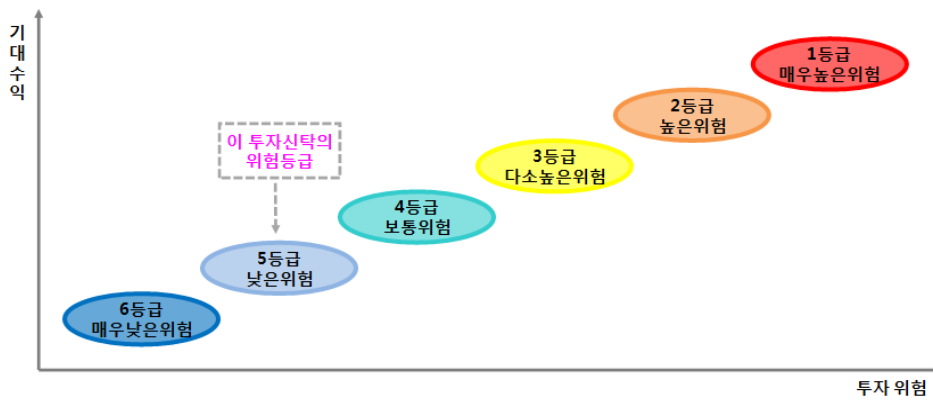 기대수익
1등급
매우높은위험
2등급
높은위험
이 투자신탁의
위험등급
3등급
다소높은위험
4등급
보통위험
5등급
낮은위험
6등급
매우낮은위험
투자 위험